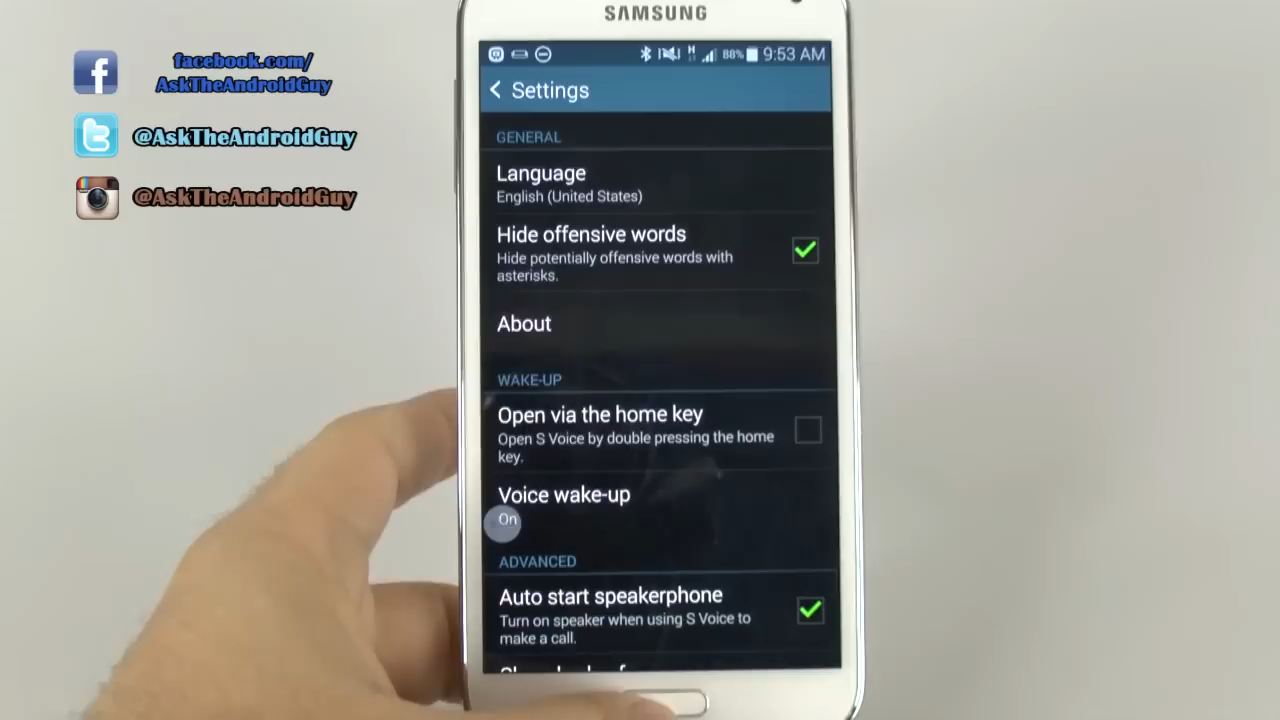 facebook.com/
AskTheAndroidGuy
@AskTheAndroidGuy
@AskTheAndroidGuy
SAMSUNG
88% 9:53 AM
Settings
GENERAL
Language
English (United States)
Hide offensive words
Hide potentially offensive words with
asterisks.
About
WAKE-UP
Open via the home key
Open S Voice by double pressing the home
key.
Voice wake-up
On
ADVANCED
Auto start speakerphone
Turn on speaker when using S Voice to
make a call.